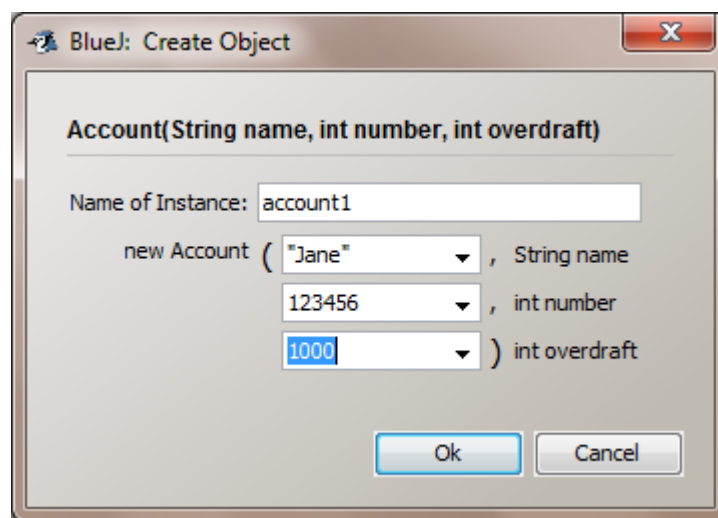 BlueJ: Create Object
Account(String name, int number, int overdraft)
Name of Instance: account1
new Account ( "Jane" , String name
123456 , int number
1000 ) int overdraft
Ok Cancel